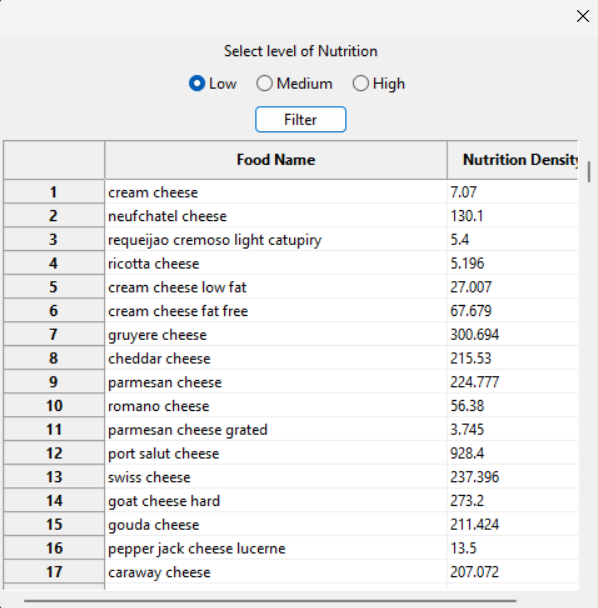 Select level of Nutrition
Low Medium High
Filter
Food Name Nutrition Density
1 cream cheese 7.07
2 neufchatel cheese 130.1
3 requeijao cremoso light catupiry 5.4
4 ricotta cheese 5.196
5 cream cheese low fat 27.007
6 cream cheese fat free 67.679
7 gruyere cheese 300.694
8 cheddar cheese 215.53
9 parmesan cheese 224.777
10 romano cheese 56.38
11 parmesan cheese grated 3.745
12 port salut cheese 928.4
13 swiss cheese 237.396
14 goat cheese hard 273.2
15 gouda cheese 211.424
16 pepper jack cheese lucerne 13.5
17 caraway cheese 207.072